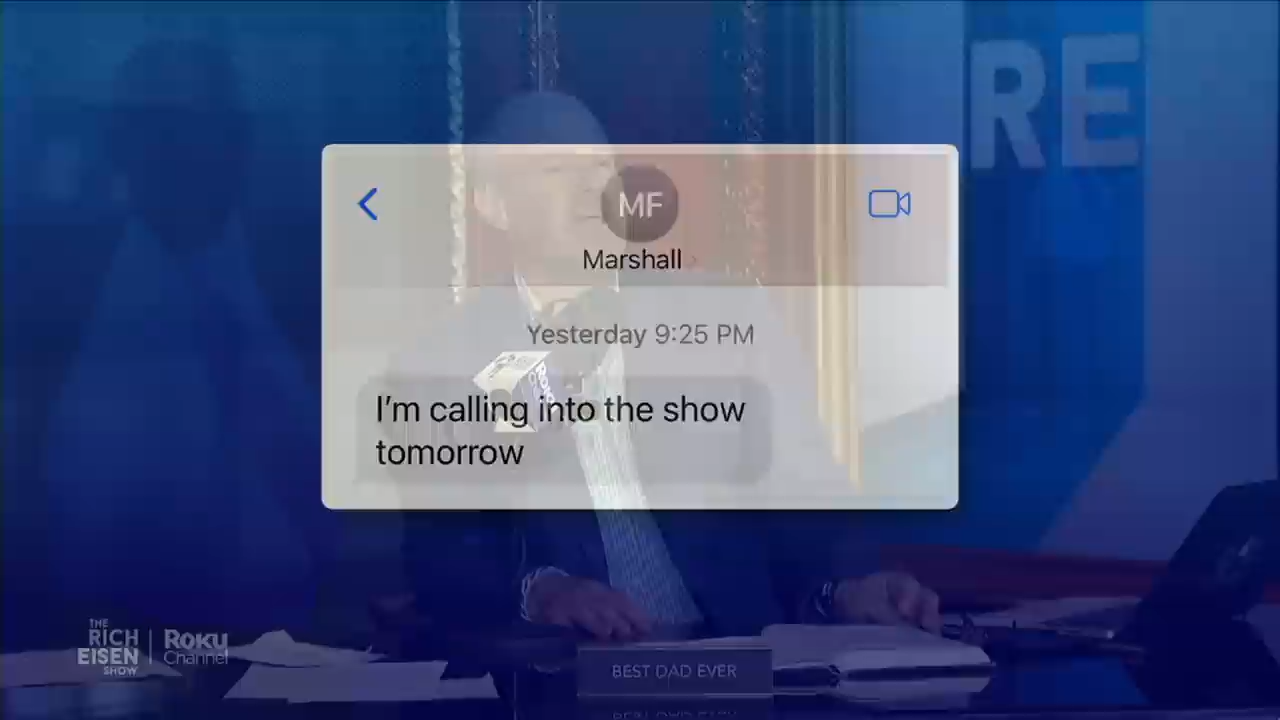 RE
MF
Marshall
Yesterday 9:25 PM
I'm calling into the show
tomorrow
Roku
THE
RICH
EISEN
SHOW
Roku
Channel
BEST DAD EVER